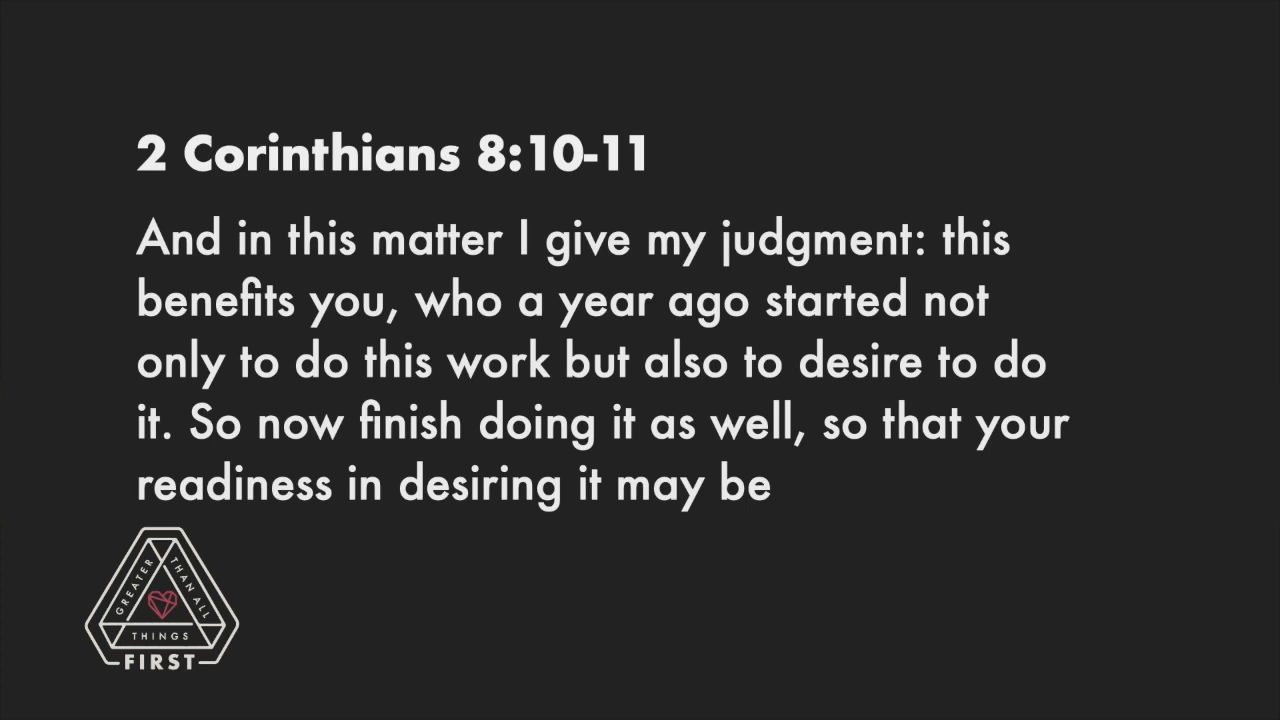 2 Corinthians 8:10-11
And in this matter I give my judgment: this
benefits you, who a year ago started not
only to do this work but also to desire to do
it. So now finish doing it as well, so that your
readiness in desiring it may be
GREATER
THAN ALL
THINGS
FIRST